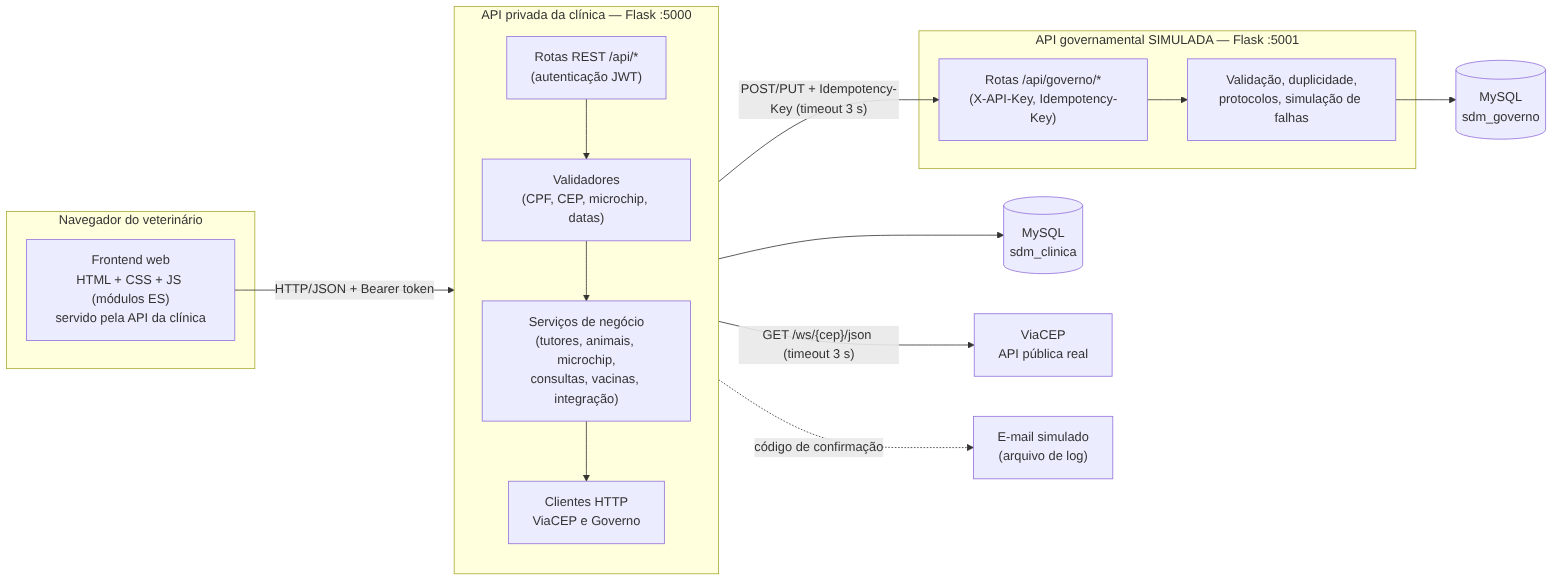 Navegador do veterinário
Frontend web
HTML + CSS + JS
(módulos ES)
servido pela API da clínica
HTTP/JSON + Bearer token
API privada da clínica — Flask :5000
Rotas REST /api/*
(autenticação JWT)
Validadores
(CPF, CEP, microchip,
datas)
Serviços de negócio
(tutores, animais,
microchip,
consultas, vacinas,
integração)
Clientes HTTP
ViaCEP e Governo
POST/PUT + Idempotency-
Key (timeout 3 s)
API governamental SIMULADA — Flask :5001
Rotas /api/governo/*
(X-API-Key, Idempotency-
Key)
Validação, duplicidade,
protocolos, simulação de
falhas
MySQL
sdm_governo
MySQL
sdm_clinica
GET /ws/{cep}/json
(timeout 3 s)
ViaCEP
API pública real
código de confirmação
E-mail simulado
(arquivo de log)